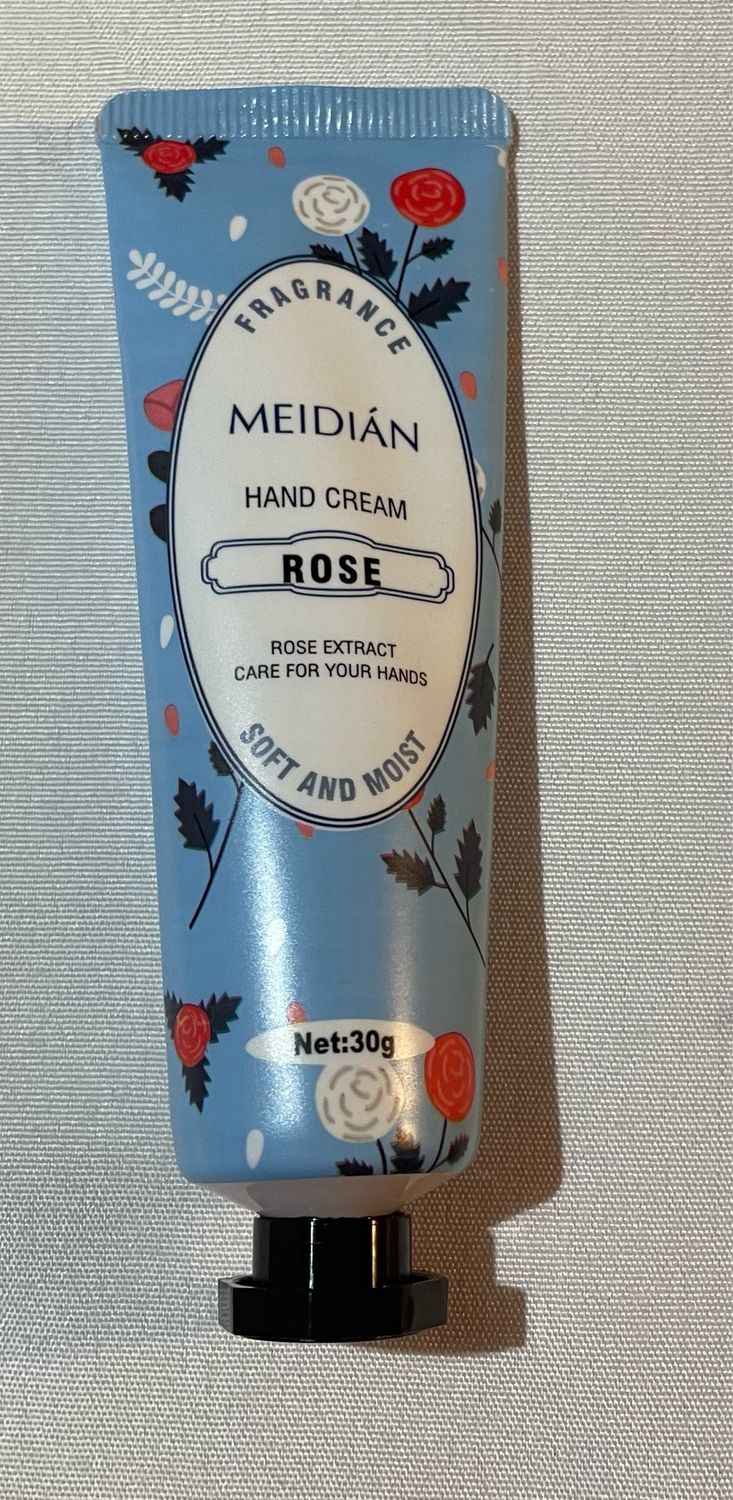 FRAGRANCE
MEIDIÁN
HAND CREAM
ROSE
ROSE EXTRACT
CARE FOR YOUR HANDS
SOFT AND MOIST
Net:30g